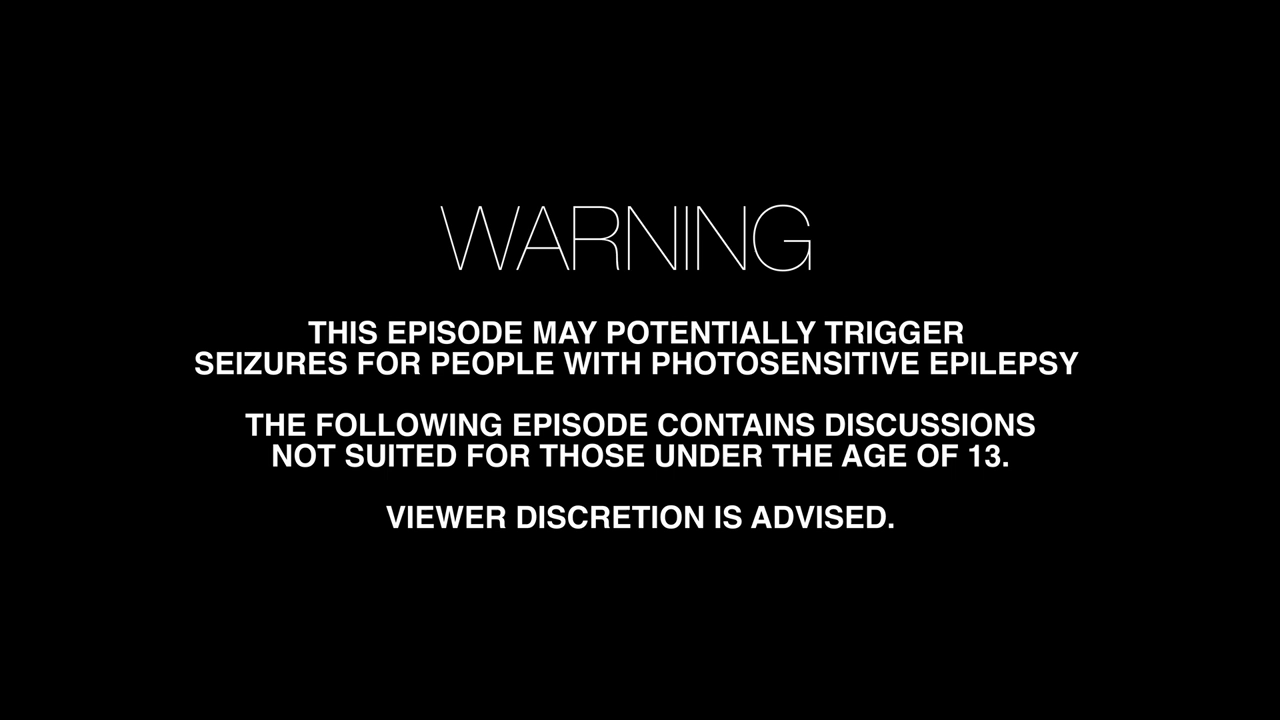 WARNING
THIS EPISODE MAY POTENTIALLY TRIGGER
SEIZURES FOR PEOPLE WITH PHOTOSENSITIVE EPILEPSY
THE FOLLOWING EPISODE CONTAINS DISCUSSIONS
NOT SUITED FOR THOSE UNDER THE AGE OF 13.
VIEWER DISCRETION IS ADVISED.